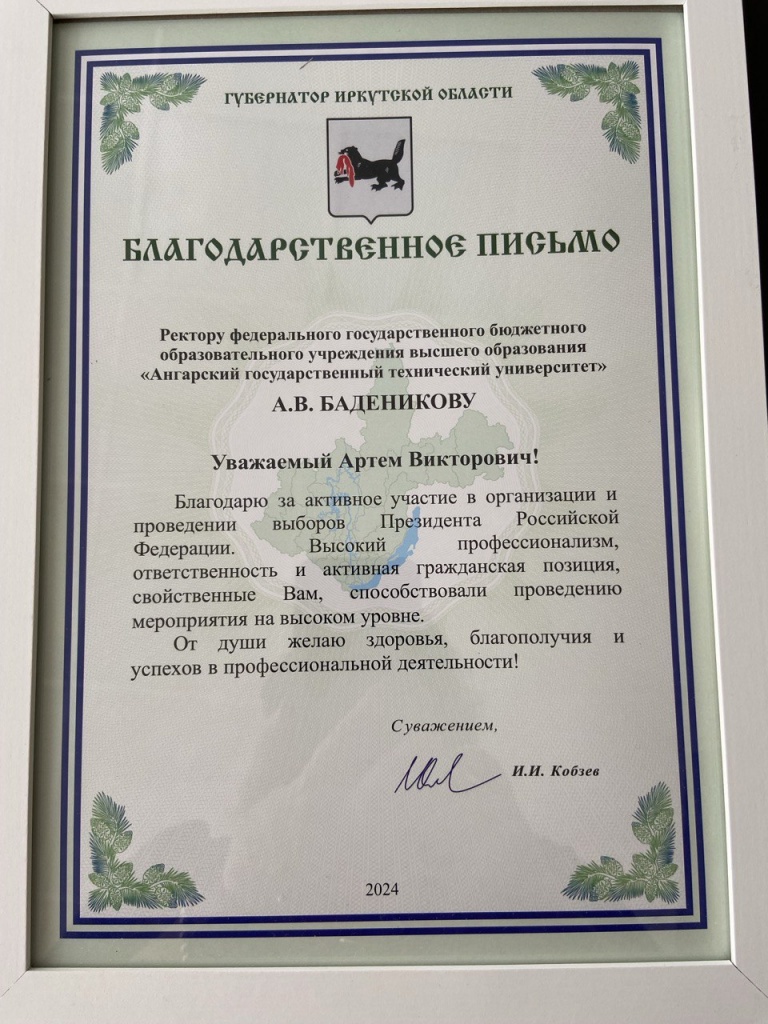 ГУБЕРНАТОР ИРКУТСКОЙ ОБЛАСТИ
БЛАГОДАРСТВЕННОЕ ПИСЬМО
Ректору федерального государственного бюджетного
образовательного учреждения высшего образования
«Ангарский государственный технический университет»
А.В. БАДЕНИКОВУ
Уважаемый Артем Викторович!
Благодарю за активное участие в организации и
проведении выборов Президента Российской
Федерации. Высокий профессионализм,
ответственность и активная гражданская позиция,
свойственные Вам, способствовали проведению
мероприятия на высоком уровне.
От души желаю здоровья, благополучия и
успехов в профессиональной деятельности!
С уважением,
И.И. Кобзев
2024